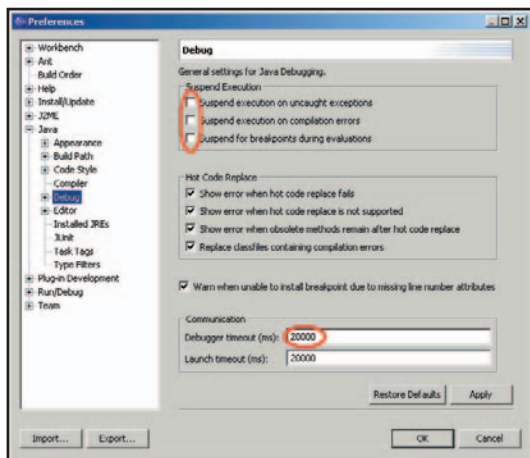 Preferences
Workbench
Ant
Build Order
Help
Install/Update
J2ME
Java
Appearance
Build Path
Code Style
Compiler
Debug
Editor
Installed JREs
JUnit
Task Tags
Type Filters
Plug-in Development
Run/Debug
Team
Import...
Export...
Debug
General settings for Java Debugging.
Suspend Execution
Suspend execution on uncaught exceptions
Suspend execution on compilation errors
Suspend for breakpoints during evaluations
Hot Code Replace
Show error when hot code replace fails
Show error when hot code replace is not supported
Show error when obsolete methods remain after hot code replace
Replace classfiles containing compilation errors
Warn when unable to install breakpoint due to missing line number attributes
Communication
Debugger timeout (ms): 20000
Launch timeout (ms): 20000
Restore Defaults
Apply
OK
Cancel